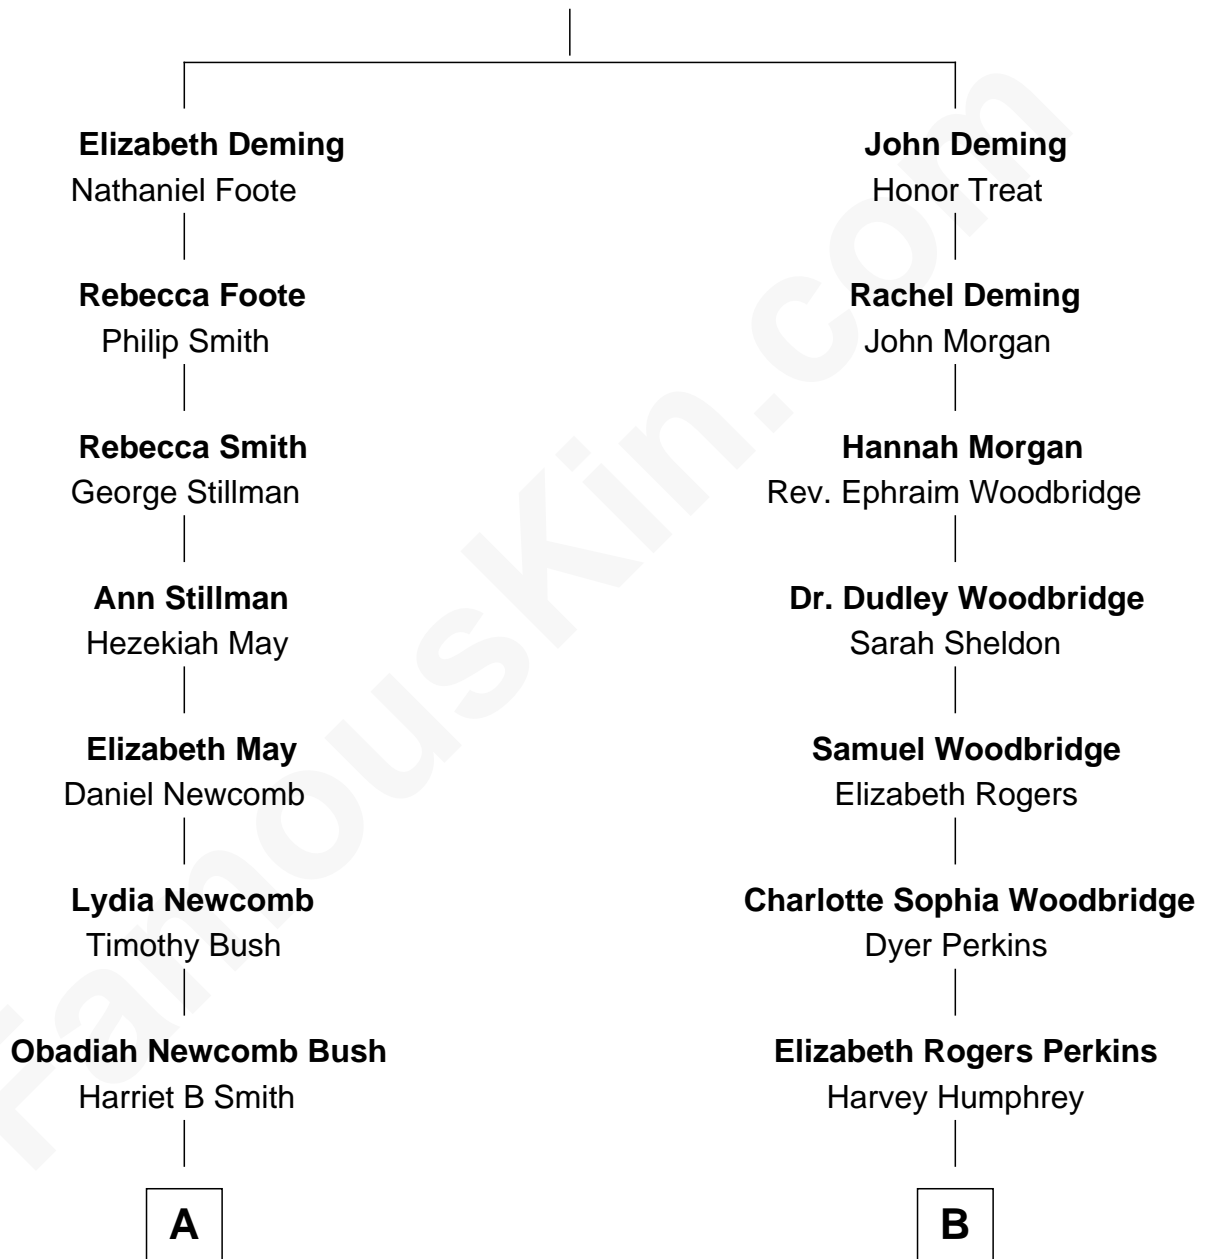 Elizabeth Deming
Nathaniel Foote
John Deming
Honor Treat
Rebecca Foote
Philip Smith
Rachel Deming
John Morgan
Rebecca Smith
George Stillman
Hannah Morgan
Rev. Ephraim Woodbridge
Ann Stillman
Hezekiah May
Dr. Dudley Woodbridge
Sarah Sheldon
Elizabeth May
Daniel Newcomb
Samuel Woodbridge
Elizabeth Rogers
Lydia Newcomb
Timothy Bush
Charlotte Sophia Woodbridge
Dyer Perkins
Obadiah Newcomb Bush
Harriet B Smith
Elizabeth Rogers Perkins
Harvey Humphrey
A
B
FamousKin.com